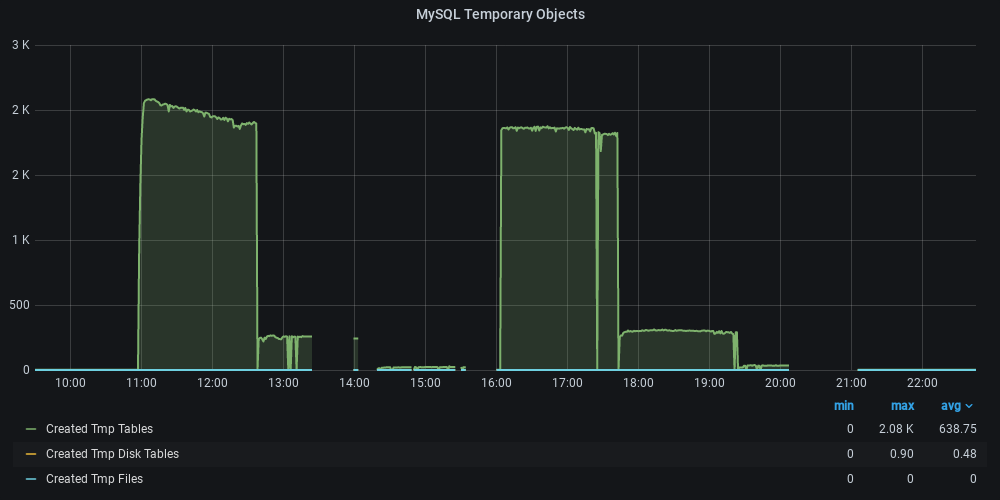 MySQL Temporary Objects
3 K
2 K
2 K
1 K
500
0
10:00 11:00 12:00 13:00 14:00 15:00 16:00 17:00 18:00 19:00 20:00 21:00 22:00
min max avg
Created Tmp Tables 0 2.08 K 638.75
Created Tmp Disk Tables 0 0.90 0.48
Created Tmp Files 0 0 0